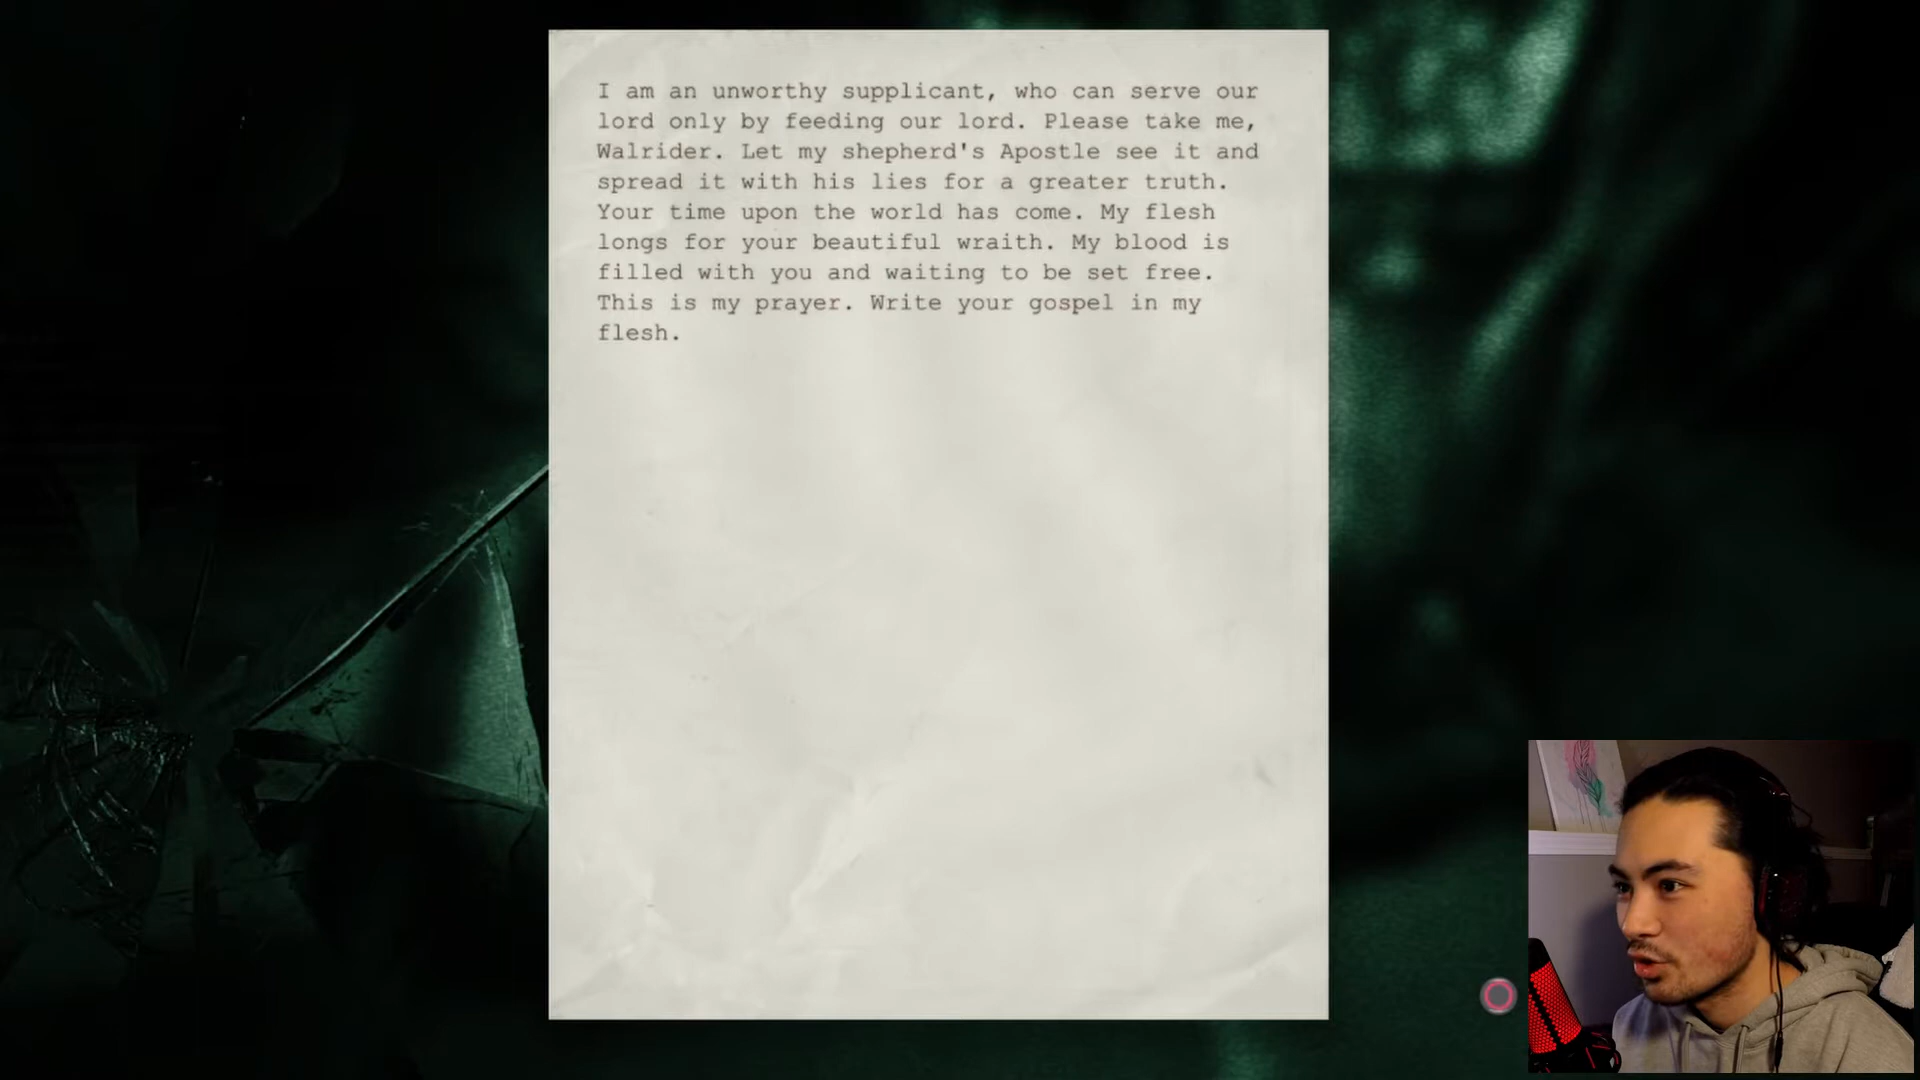 I am an unworthy supplicant, who can serve our
lord only by feeding our lord. Please take me,
Walrider. Let my shepherd's Apostle see it and
spread it with his lies for a greater truth.
Your time upon the world has come. My flesh
longs for your beautiful wraith. My blood is
filled with you and waiting to be set free.
This is my prayer. Write your gospel in my
flesh.